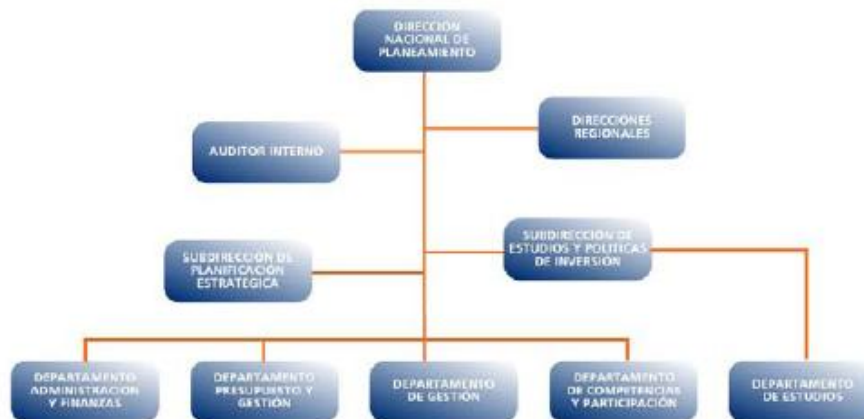 DIRECCIÓN
NACIONAL DE
PLANEAMIENTO
DIRECCIONES
REGIONALES
AUDITOR INTERNO
SUBDIRECCIÓN DE
ESTUDIOS Y POLÍTICAS
DE INVERSIÓN
SUBDIRECCIÓN DE
PLANIFICACIÓN
ESTRATÉGICA
DEPARTAMENTO
ADMINISTRACIÓN
Y FINANZAS
DEPARTAMENTO
PRESUPUESTO Y
GESTIÓN
DEPARTAMENTO
DE GESTIÓN
DEPARTAMENTO
DE COMPETENCIAS
Y PARTICIPACIÓN
DEPARTAMENTO
DE ESTUDIOS